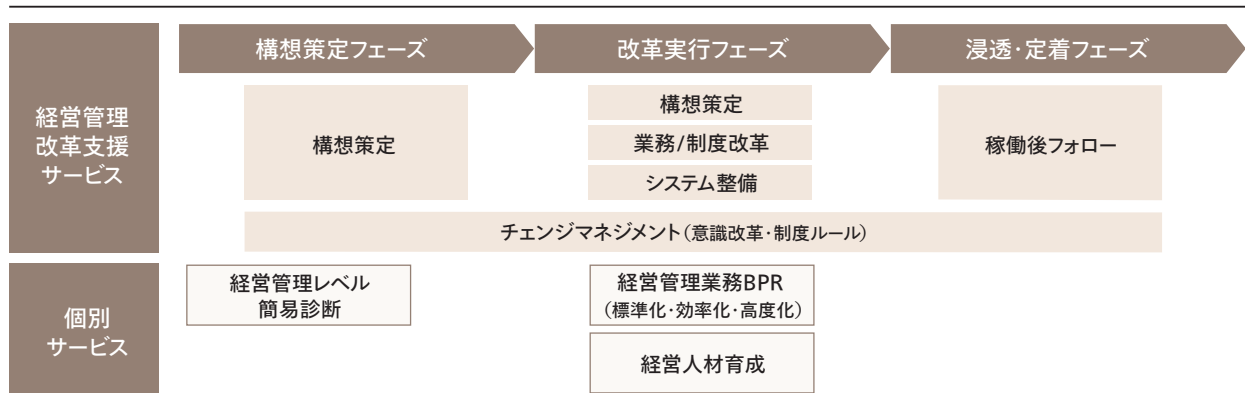 構想策定フェーズ
改革実行フェーズ
浸透・定着フェーズ
経営管理
改革支援
サービス
構想策定
構想策定
業務/制度改革
システム整備
稼働後フォロー
チェンジマネジメント(意識改革・制度ルール)
個別
サービス
経営管理レベル
簡易診断
経営管理業務BPR
(標準化・効率化・高度化)
経営人材育成